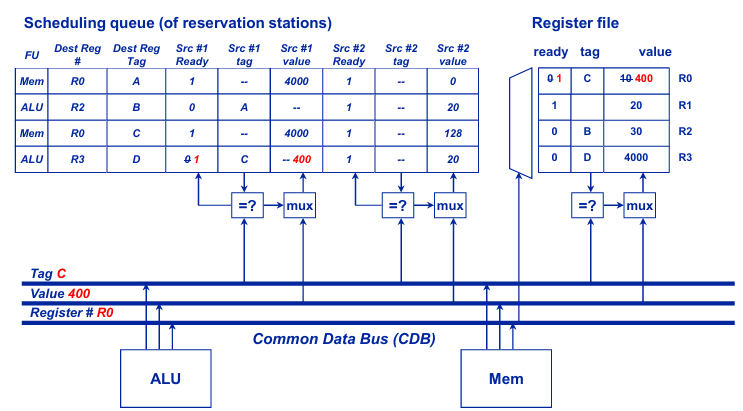 Scheduling queue (of reservation stations)
Register file
FU Dest Reg # Dest Reg Tag Src #1 Ready Src #1 tag Src #1 value Src #2 Ready Src #2 tag Src #2 value
ready tag value
Mem R0 A 1 -- 4000 1 -- 0
0 1 C 10 400 R0
ALU R2 B 0 A -- 1 -- 20
1 20 R1
Mem R0 C 1 -- 4000 1 -- 128
0 B 30 R2
ALU R3 D 0 1 C -- 400 1 -- 20
0 D 4000 R3
=? mux =? mux =? mux
Tag C
Value 400
Register # R0
Common Data Bus (CDB)
ALU Mem